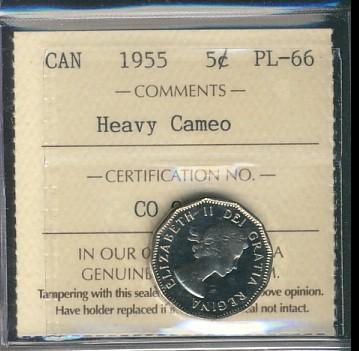 CAN 1955 5¢ PL-66
— COMMENTS —
Heavy Cameo
— CERTIFICATION NO. —
CO
IN OUR
GENUINE
Tampering with this seale ove opinion.
Have holder replaced if al not intact.
ELIZABETH II DEI GRATIA REGINA